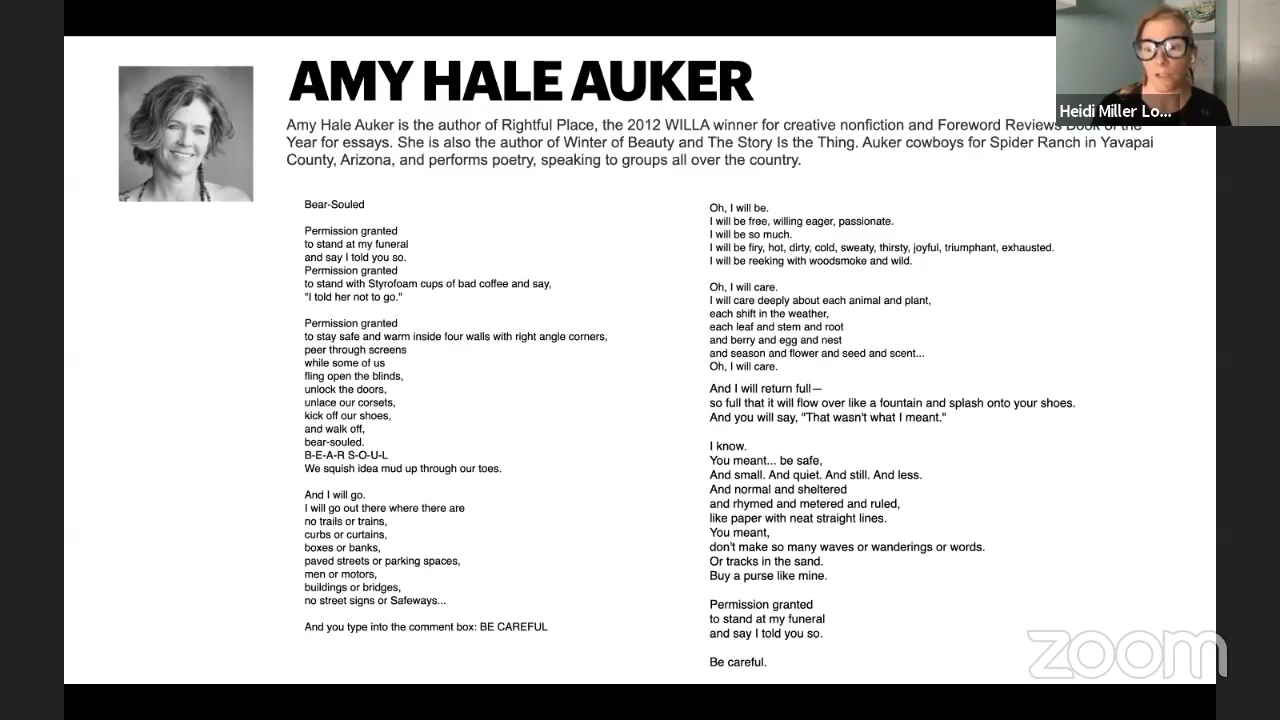 AMY HALE AUKER
Amy Hale Auker is the author of Rightful Place, the 2012 WILLA winner for creative nonfiction and Foreword Reviews Book of the
Year for essays. She is also the author of Winter of Beauty and The Story Is the Thing. Auker cowboys for Spider Ranch in Yavapai
County, Arizona, and performs poetry, speaking to groups all over the country.
Heidi Miller Lo...
Bear-Souled
Permission granted
to stand at my funeral
and say I told you so.
Permission granted
to stand with Styrofoam cups of bad coffee and say,
"I told her not to go."
Permission granted
to stay safe and warm inside four walls with right angle corners,
peer through screens
while some of us
fling open the blinds,
unlock the doors,
unlace our corsets,
kick off our shoes,
and walk off,
bear-souled.
B-E-A-R S-O-U-L
We squish idea mud up through our toes.
And I will go.
I will go out there where there are
no trails or trains,
curbs or curtains,
boxes or banks,
paved streets or parking spaces,
men or motors,
buildings or bridges,
no street signs or Safeways...
And you type into the comment box: BE CAREFUL
Oh, I will be.
I will be free, willing eager, passionate.
I will be so much.
I will be firy, hot, dirty, cold, sweaty, thirsty, joyful, triumphant, exhausted.
I will be reeking with woodsmoke and wild.
Oh, I will care.
I will care deeply about each animal and plant,
each shift in the weather,
each leaf and stem and root
and berry and egg and nest
and season and flower and seed and scent...
Oh, I will care.
And I will return full—
so full that it will flow over like a fountain and splash onto your shoes.
And you will say, "That wasn't what I meant."
I know.
You meant... be safe,
And small. And quiet. And still. And less.
And normal and sheltered
and rhymed and metered and ruled,
like paper with neat straight lines.
You meant,
don't make so many waves or wanderings or words.
Or tracks in the sand.
Buy a purse like mine.
Permission granted
to stand at my funeral
and say I told you so.
Be careful.
zoom